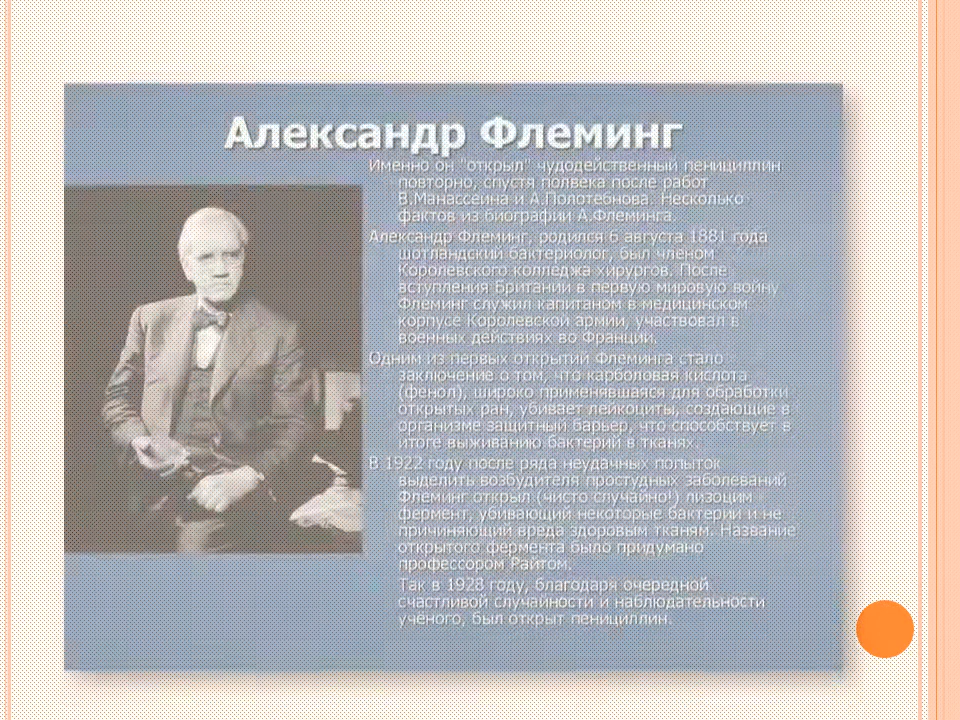 Александр Флеминг
Именно он "открыл" чудодейственный пенициллин
повторно, спустя полвека после работ
В.Манассеина и А.Полотебнова. Несколько
фактов из биографии А.Флеминга.
Александр Флеминг, родился 6 августа 1881 года
шотландский бактериолог, был членом
Королевского колледжа хирургов. После
вступления Британии в первую мировую войну
Флеминг служил капитаном в медицинском
корпусе Королевской армии, участвовал в
военных действиях во Франции.
Одним из первых открытий Флеминга стало
заключение о том, что карболовая кислота
(фенол), широко применявшаяся для обработки
открытых ран, убивает лейкоциты, создающие в
организме защитный барьер, что способствует в
итоге выживанию бактерий в тканях.
В 1922 году после ряда неудачных попыток
выделить возбудителя простудных заболеваний
Флеминг открыл (чисто случайно!) лизоцим
фермент, убивающий некоторые бактерии и не
причиняющий вреда здоровым тканям. Название
открытого фермента было придумано
профессором Райтом.
Так в 1928 году, благодаря очередной
счастливой случайности и наблюдательности
ученого, был открыт пенициллин.